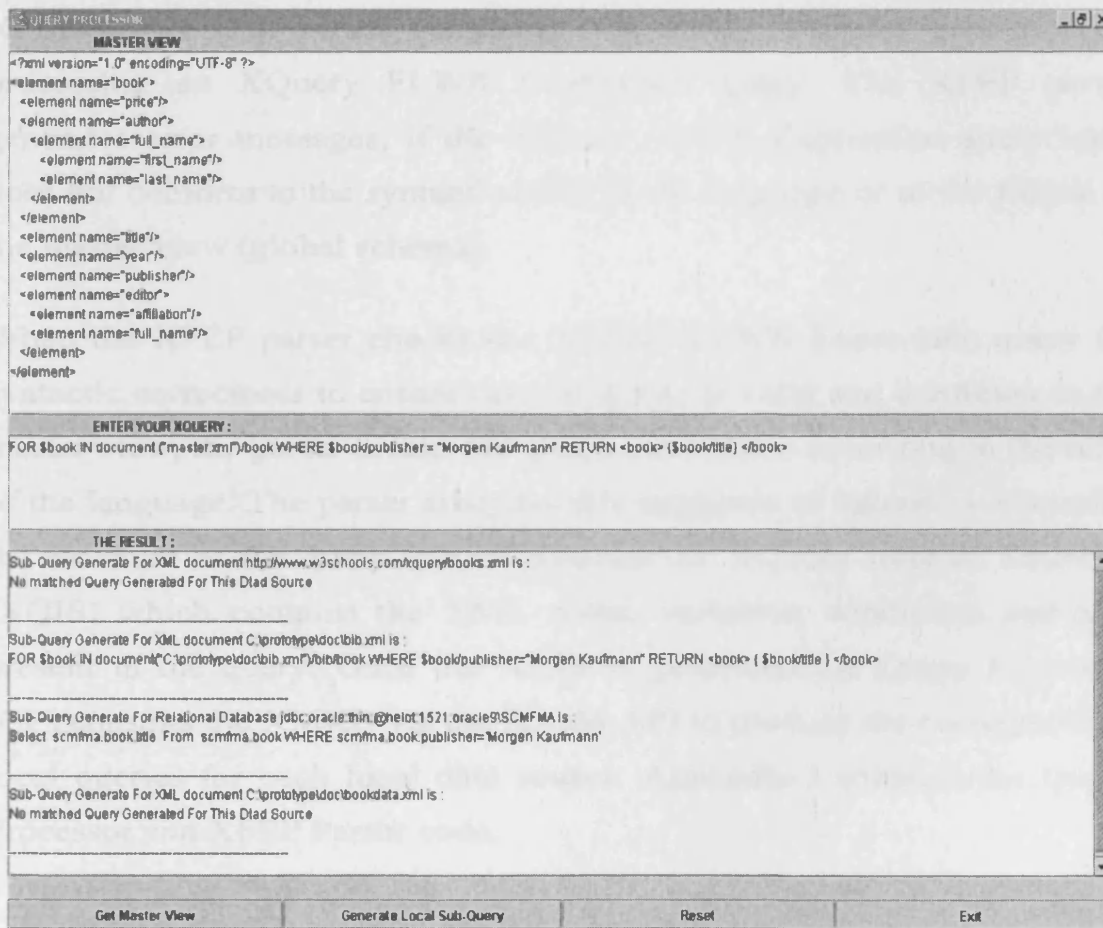 QUERY PROCESSOR
MASTER VIEW
<?xml version="1.0" encoding="UTF-8" ?>
<element name="book">
<element name="price"/>
<element name="author">
<element name="full_name">
<element name="first_name"/>
<element name="last_name"/>
</element>
</element>
<element name="title"/>
<element name="year"/>
<element name="publisher"/>
<element name="editor">
<element name="affiliation"/>
<element name="full_name"/>
</element>
</element>
ENTER YOUR XQUERY :
FOR $book IN document("master.xml")/book WHERE $book/publisher = "Morgen Kaufmann" RETURN <book> {$book/title} </book>
THE RESULT :
Sub-Query Generate For XML document http://www.w3schools.com/xquery/books.xml is :
No matched Query Generated For This Dlad Source
Sub-Query Generate For XML document C:\prototype\doc\bib.xml is :
FOR $book IN document("C:\prototype\doc\bib.xml")/bib/book WHERE $book/publisher="Morgen Kaufmann" RETURN <book> { $book/title } </book>
--------------------------------------------------------------
Sub-Query Generate For Relational Database jdbc:oracle:thin:@helot:1521:oracle9\SCMFMA is :
Select scmfma.book.title From scmfma.book WHERE scmfma.book.publisher='Morgen Kaufmann'
Sub-Query Generate For XML document C:\prototype\doc\bookdata.xml is :
No matched Query Generated For This Dlad Source
--------------------------------------------------------------
Get Master View
Generate Local Sub-Query
Reset
Exit